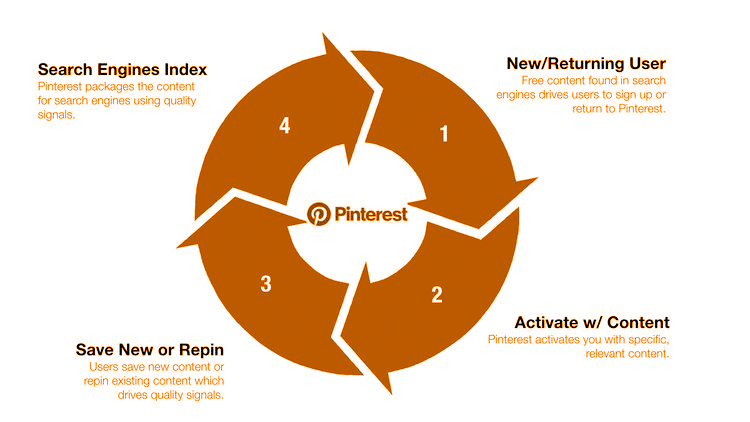 Search Engines Index
Pinterest packages the content
for search engines using quality
signals.
New/Returning User
Free content found in search
engines drives users to sign up or
return to Pinterest.
4
1
Pinterest
3
2
Save New or Repin
Users save new content or
repin existing content which
drives quality signals.
Activate w/ Content
Pinterest activates you with specific,
relevant content.